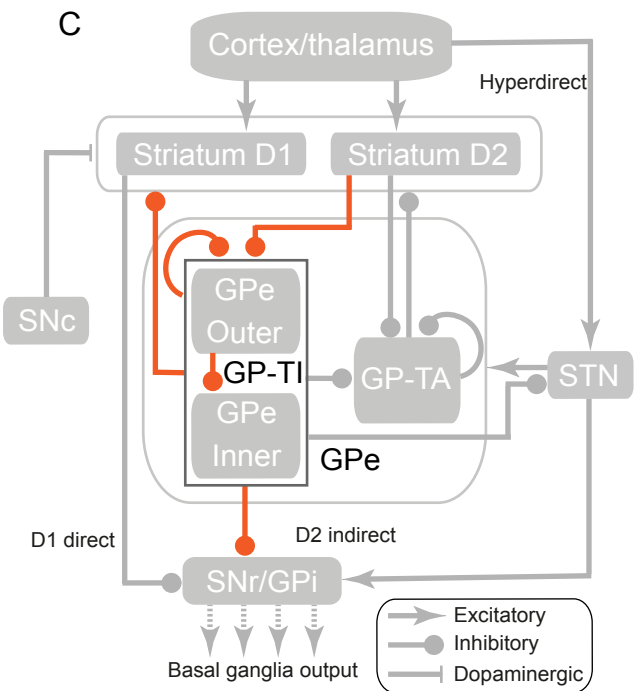 C
Cortex/thalamus
Hyperdirect
Striatum D1
Striatum D2
SNc
GPe
Outer
GP-TI
GP-TA
STN
GPe
Inner
GPe
D1 direct
D2 indirect
SNr/GPi
Basal ganglia output
Excitatory
Inhibitory
Dopaminergic